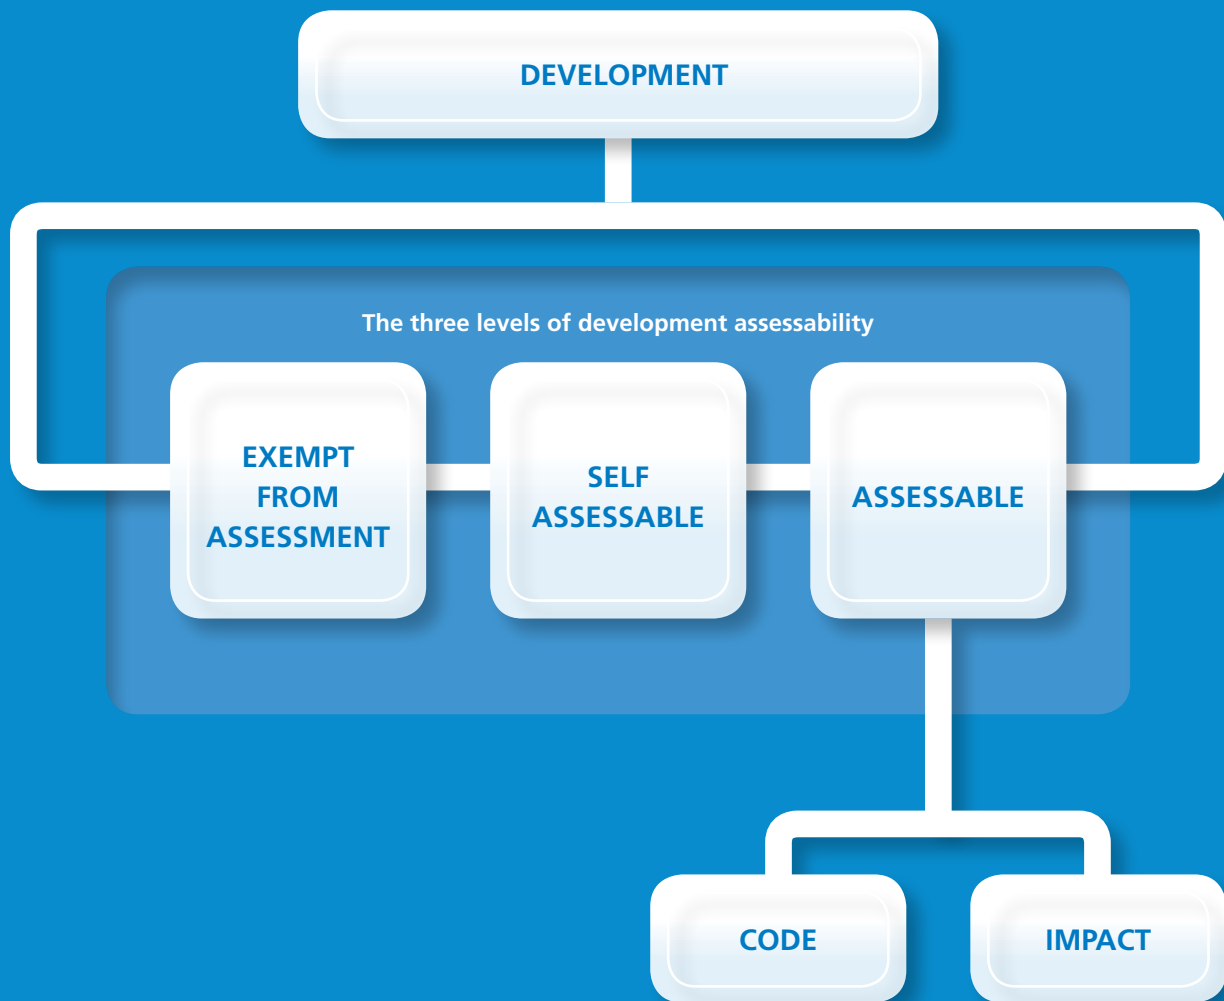 DEVELOPMENT
The three levels of development assessability
EXEMPT
FROM
ASSESSMENT
SELF
ASSESSABLE
ASSESSABLE
CODE
IMPACT